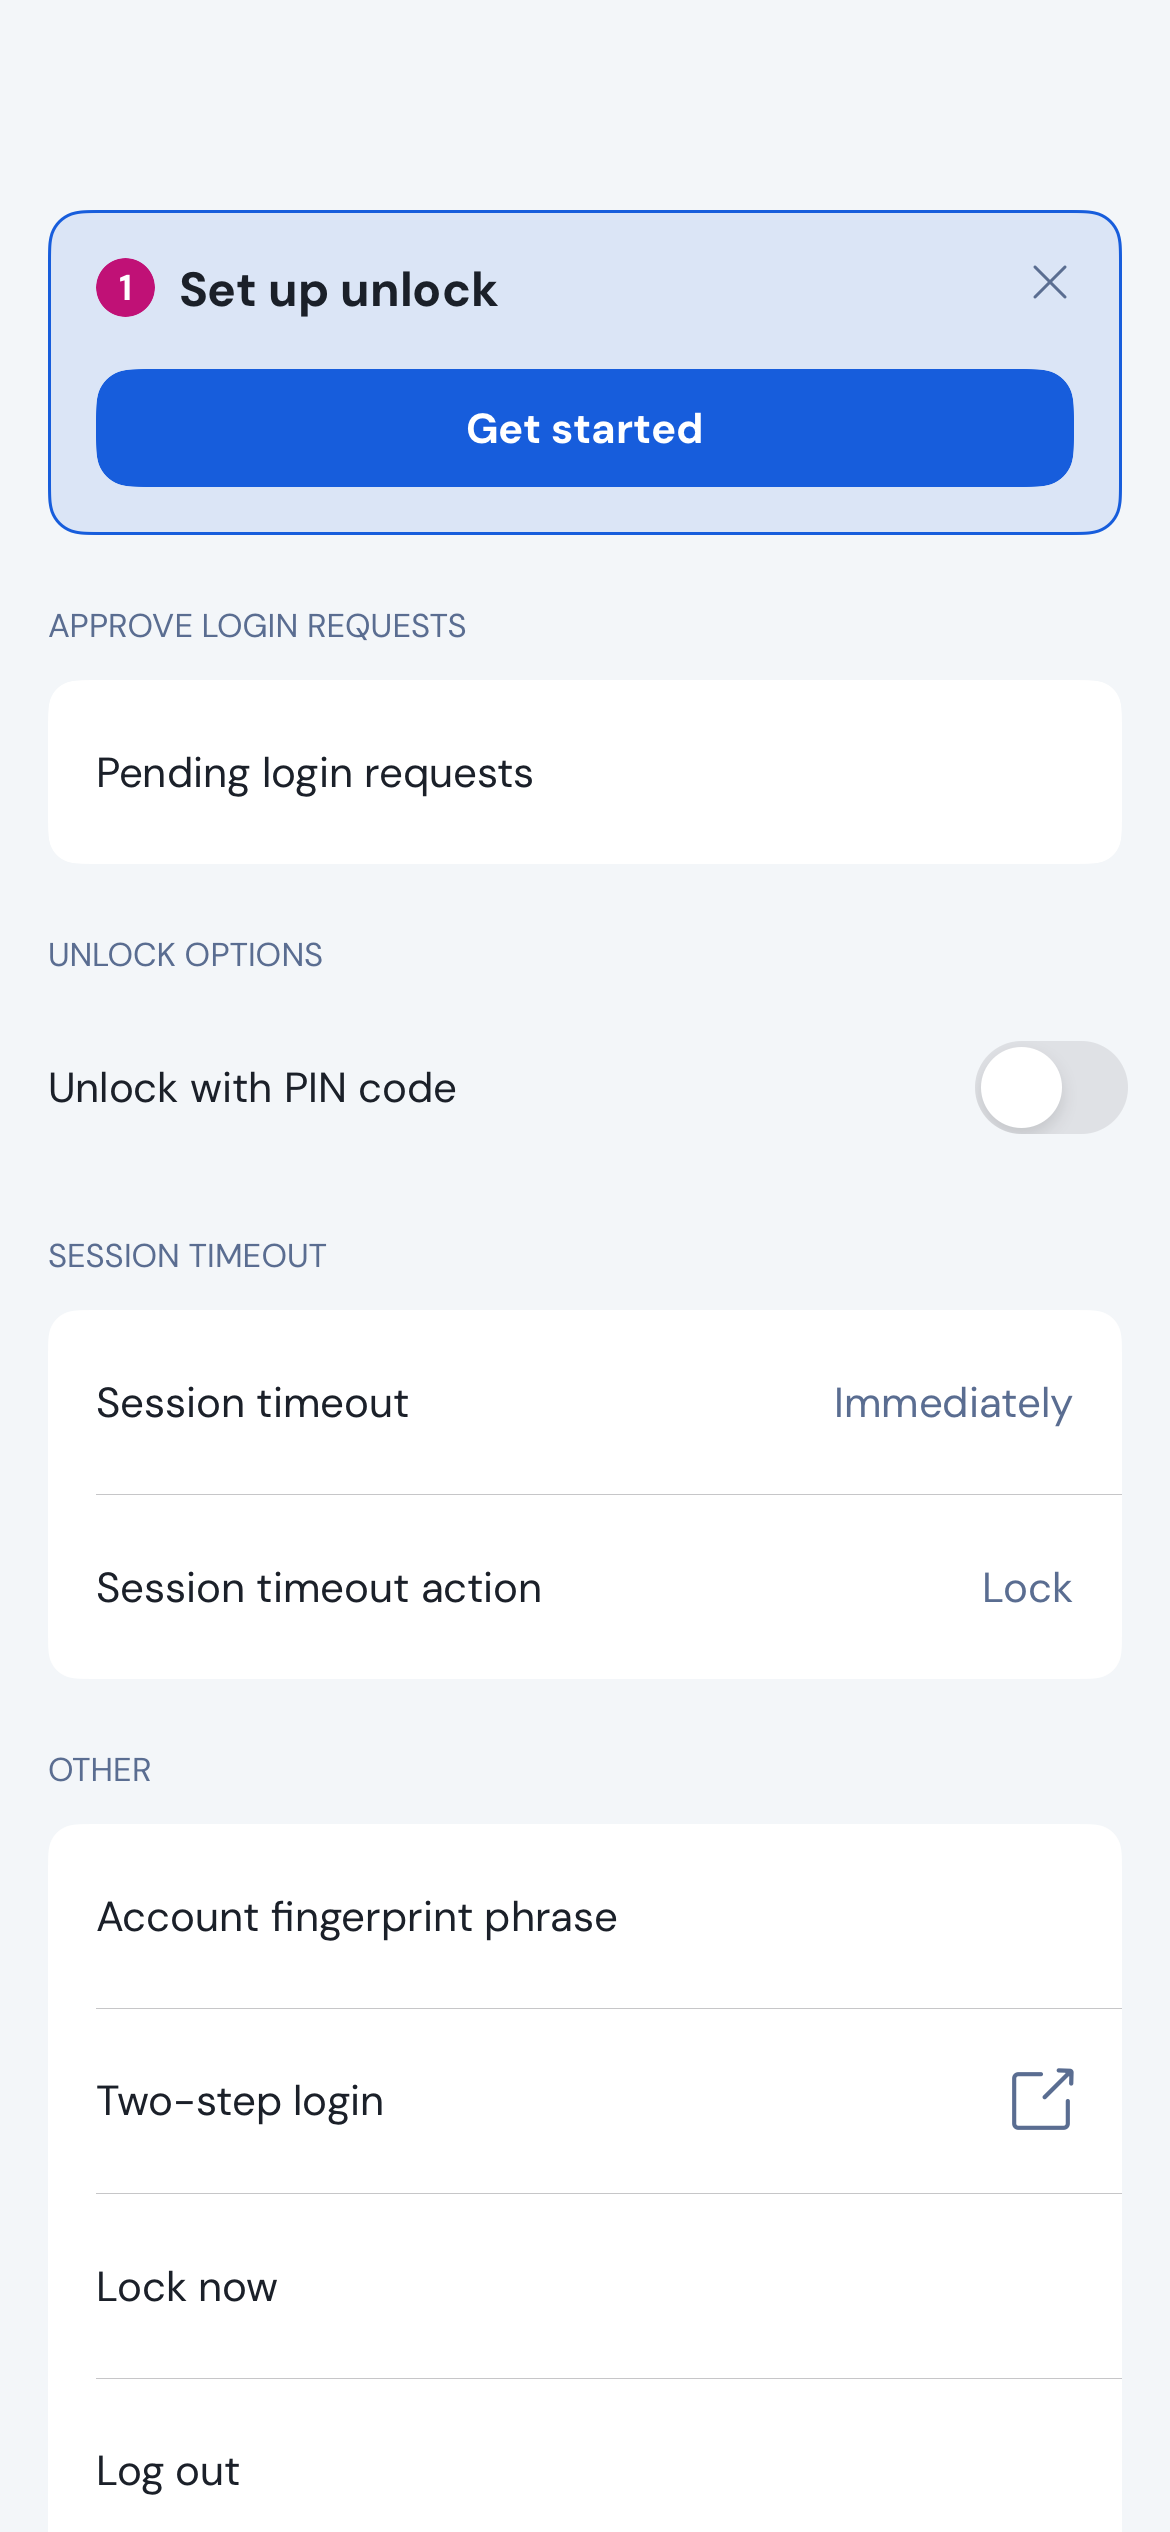 1 Set up unlock
Get started
APPROVE LOGIN REQUESTS
Pending login requests
UNLOCK OPTIONS
Unlock with PIN code
SESSION TIMEOUT
Session timeout Immediately
Session timeout action Lock
OTHER
Account fingerprint phrase
Two-step login
Lock now
Log out